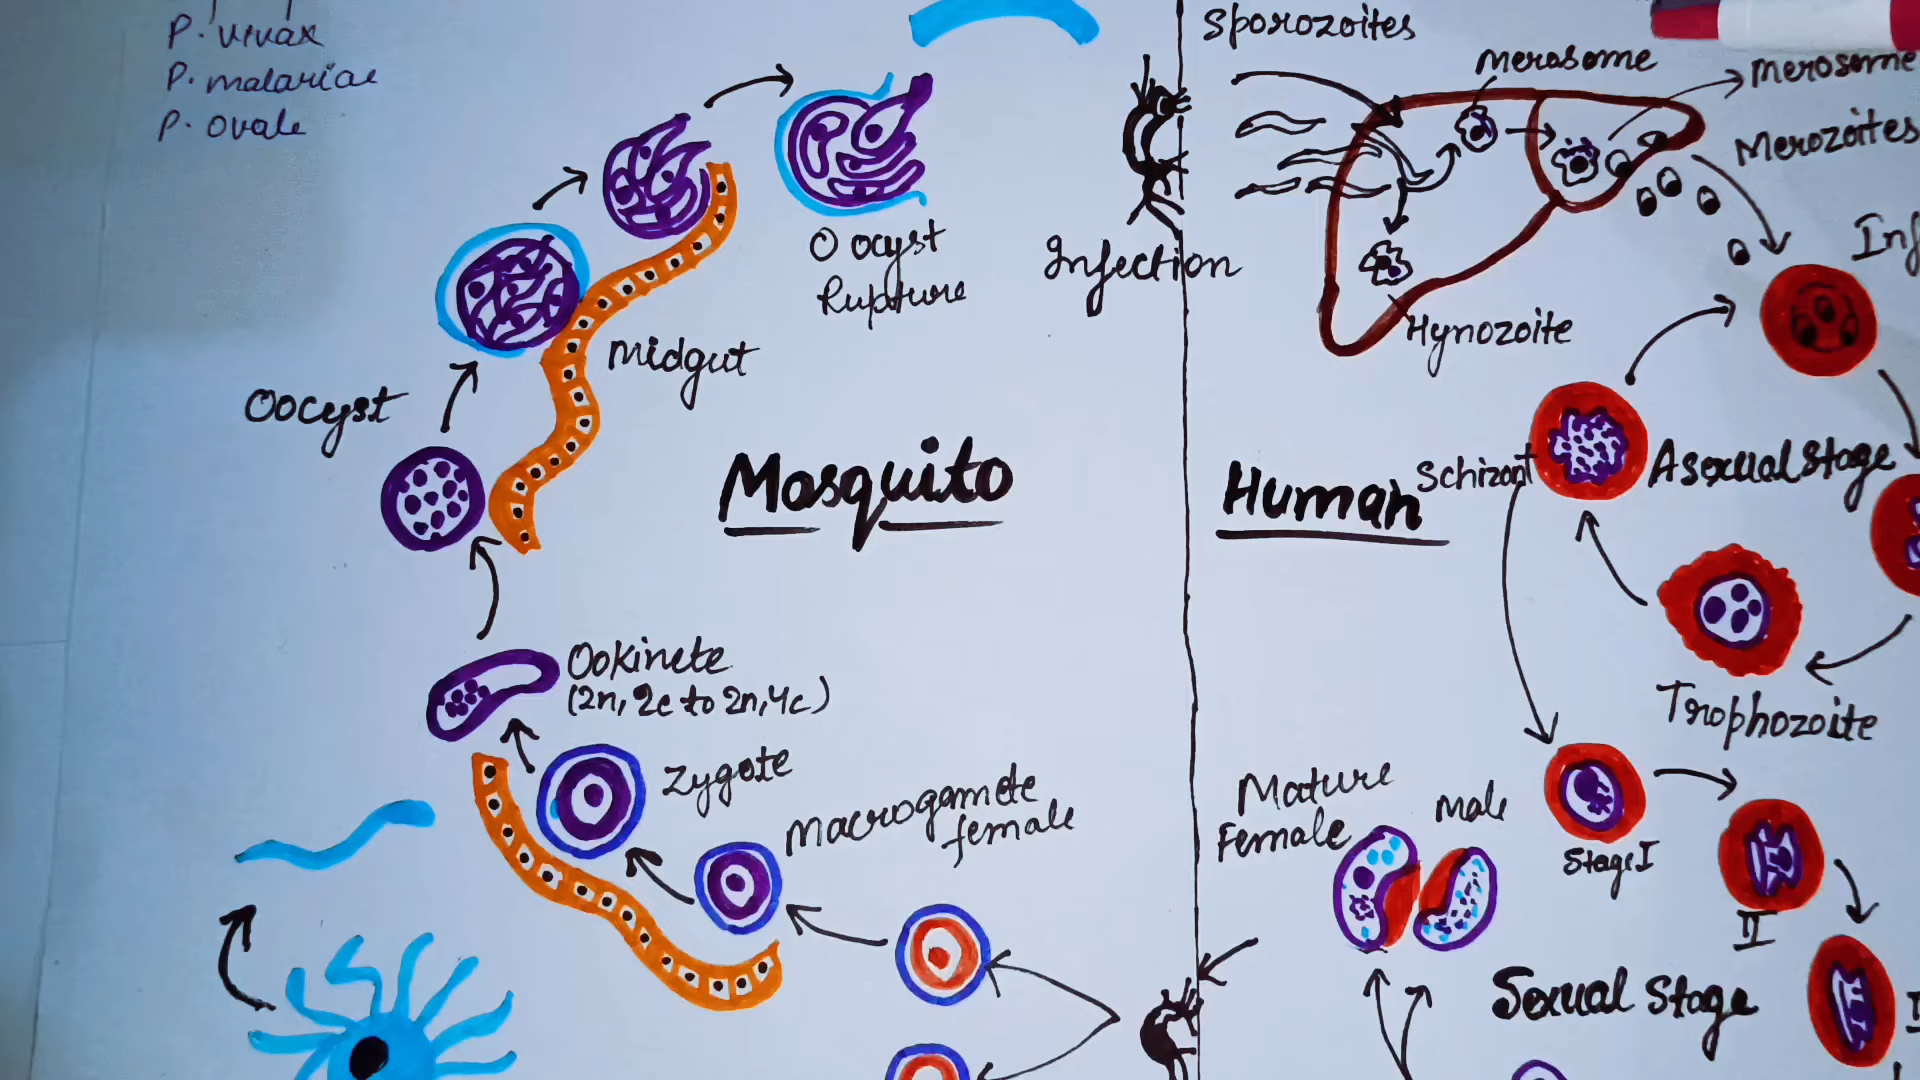 P. vivax
P. malariae
P. ovale
Oocyst
Midgut
Oocyst
Rupture
Mosquito
Ookinete
(2n, 2c to 2n, 4c)
Zygote
Macrogamete
female
Infection
Sporozoites
merosome
merosome
Merozoites
Hynozoite
Human
Schizont
Asexual Stage
Trophozoite
Mature
Female
Male
Stage I
II
Sexual Stage